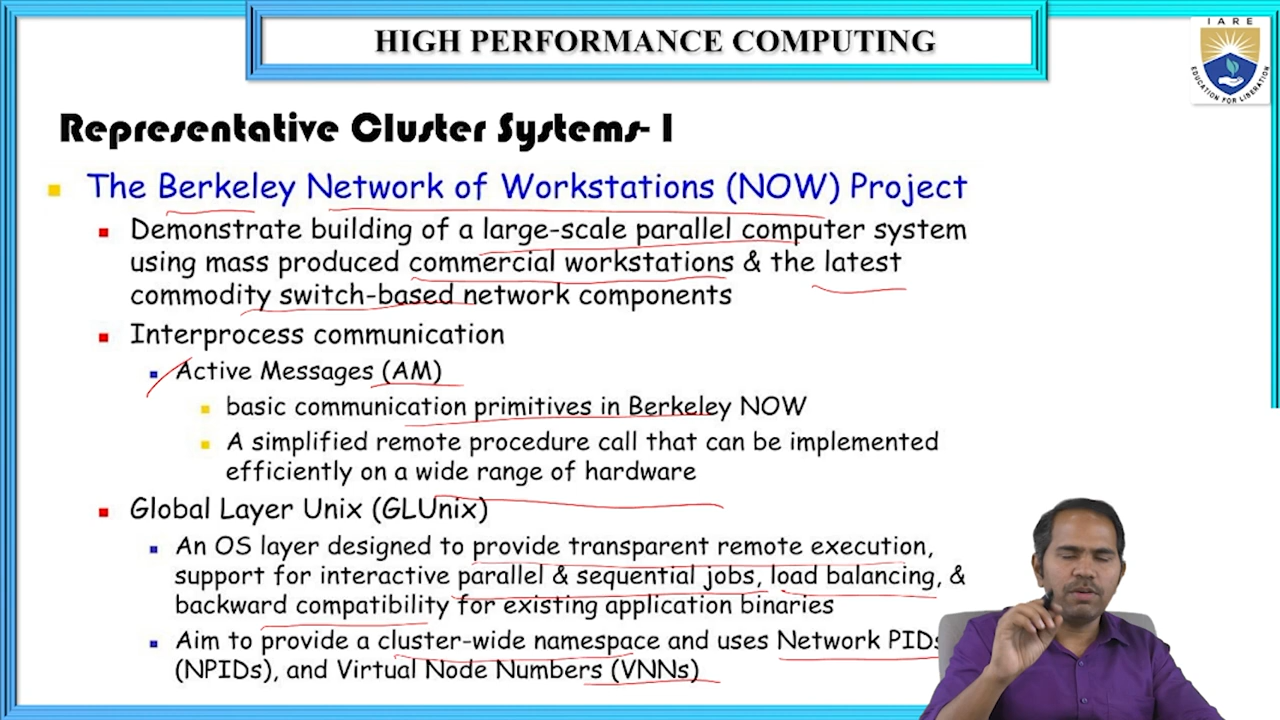 HIGH PERFORMANCE COMPUTING
IARE
EDUCATION FOR LIBERATION
Representative Cluster Systems- I
The Berkeley Network of Workstations (NOW) Project
Demonstrate building of a large-scale parallel computer system
using mass produced commercial workstations & the latest
commodity switch-based network components
Interprocess communication
Active Messages (AM)
basic communication primitives in Berkeley NOW
A simplified remote procedure call that can be implemented
efficiently on a wide range of hardware
Global Layer Unix (GLUnix)
An OS layer designed to provide transparent remote execution,
support for interactive parallel & sequential jobs, load balancing, &
backward compatibility for existing application binaries
Aim to provide a cluster-wide namespace and uses Network PIDs
(NPIDs), and Virtual Node Numbers (VNNs)